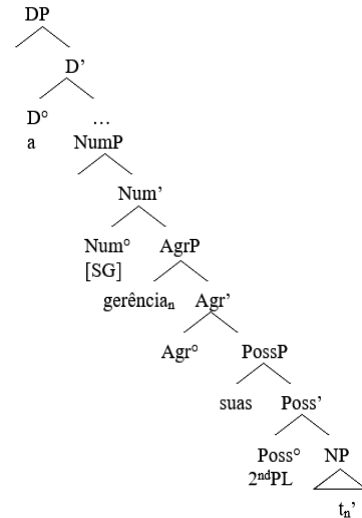 DP
D’
D° …
a NumP
Num’
Num° AgrP
[SG]
gerênciaₙ Agr’
Agr° PossP
suas Poss’
Poss° NP
2ⁿᵈPL
tₙ’